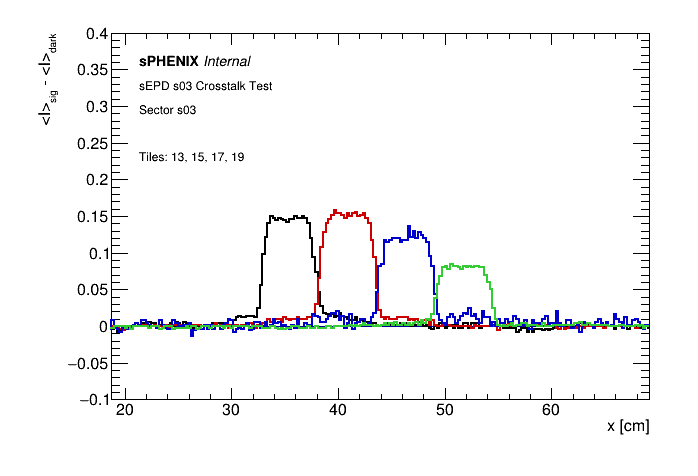 <I>sig - <I>dark
0.4
0.35
0.3
0.25
0.2
0.15
0.1
0.05
0
−0.05
−0.1
sPHENIX Internal
sEPD s03 Crosstalk Test
Sector s03
Tiles: 13, 15, 17, 19
20 30 40 50 60
x [cm]